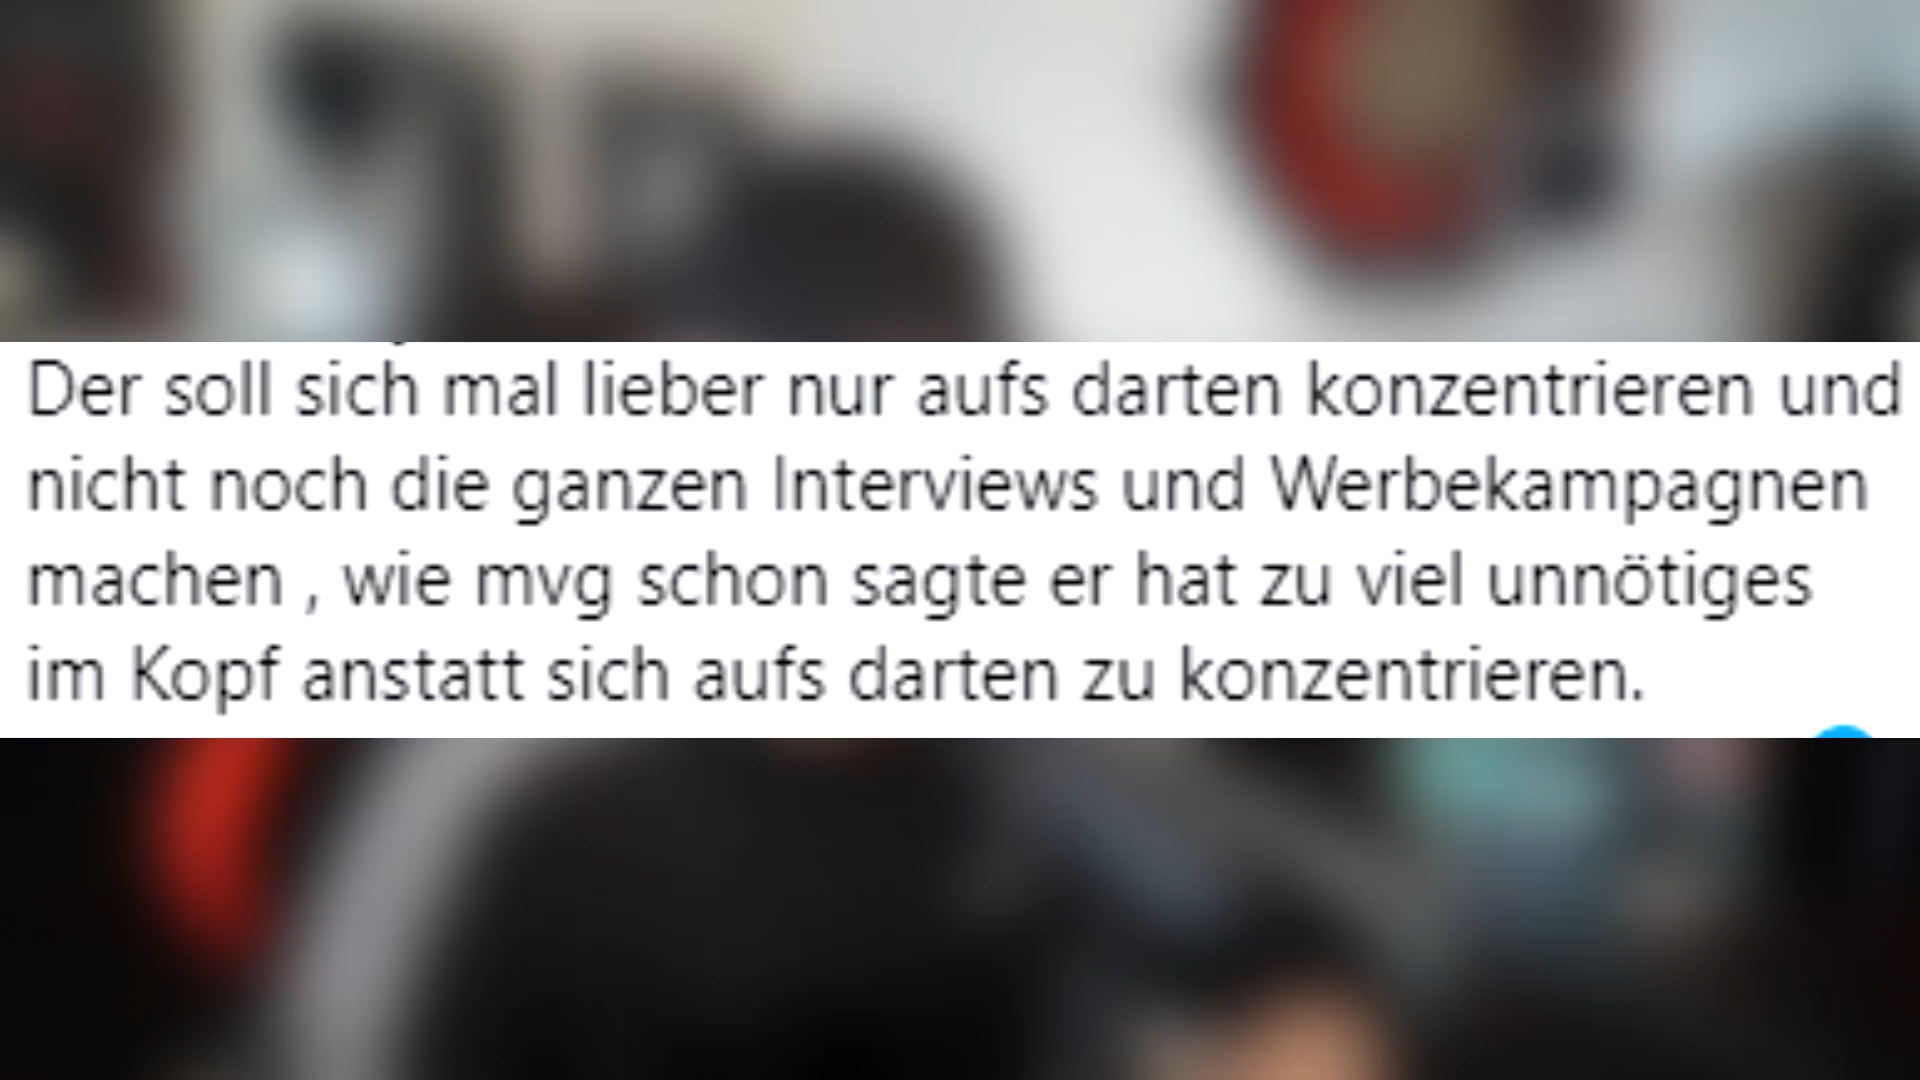 Der soll sich mal lieber nur aufs darten konzentrieren und
nicht noch die ganzen Interviews und Werbekampagnen
machen , wie mvg schon sagte er hat zu viel unnötiges
im Kopf anstatt sich aufs darten zu konzentrieren.